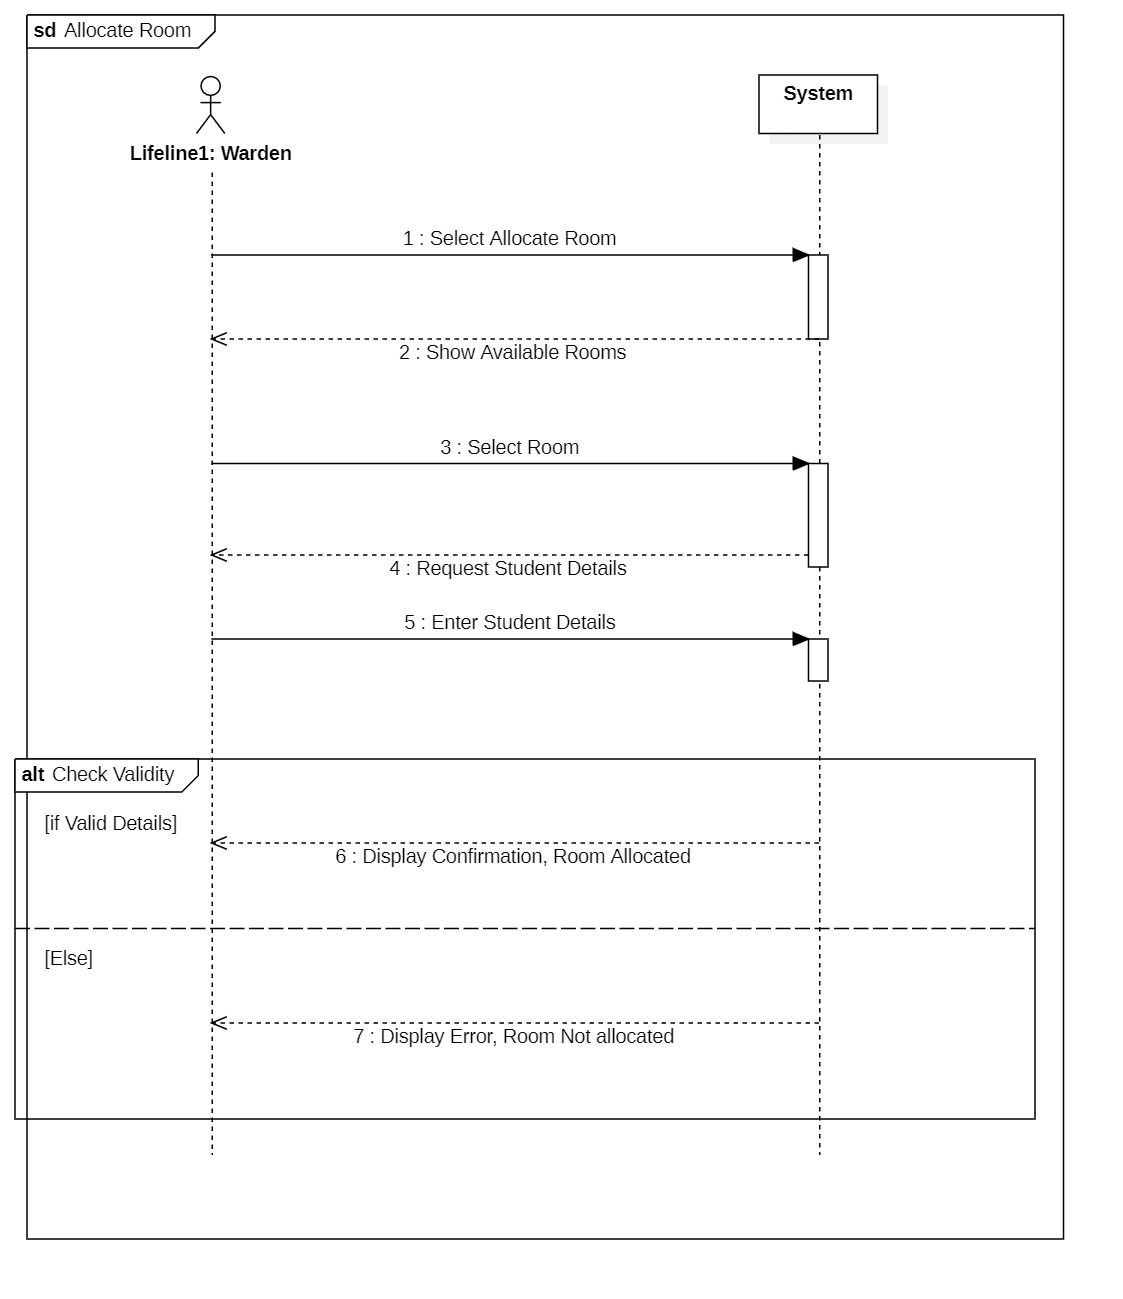 sd Allocate Room
System
Lifeline1: Warden
1 : Select Allocate Room
2 : Show Available Rooms
3 : Select Room
4 : Request Student Details
5 : Enter Student Details
alt Check Validity
[if Valid Details]
6 : Display Confirmation, Room Allocated
[Else]
7 : Display Error, Room Not allocated